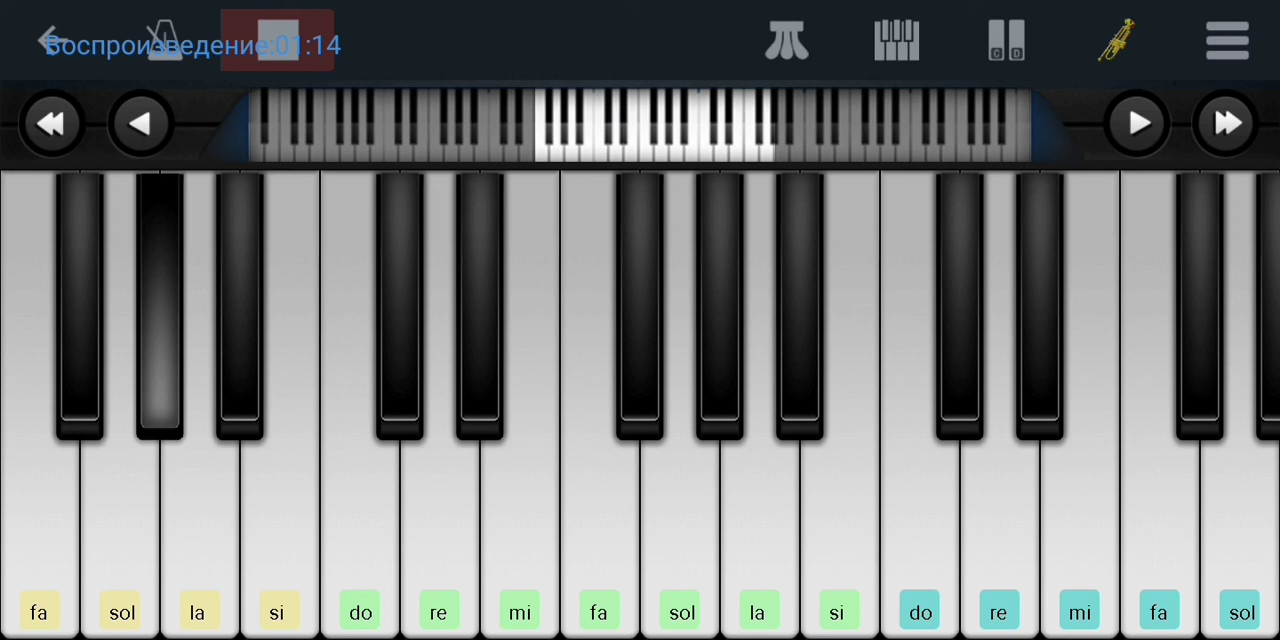 Воспроизведение:01:14
C D
fa sol la si do re mi fa sol la si do re mi fa sol